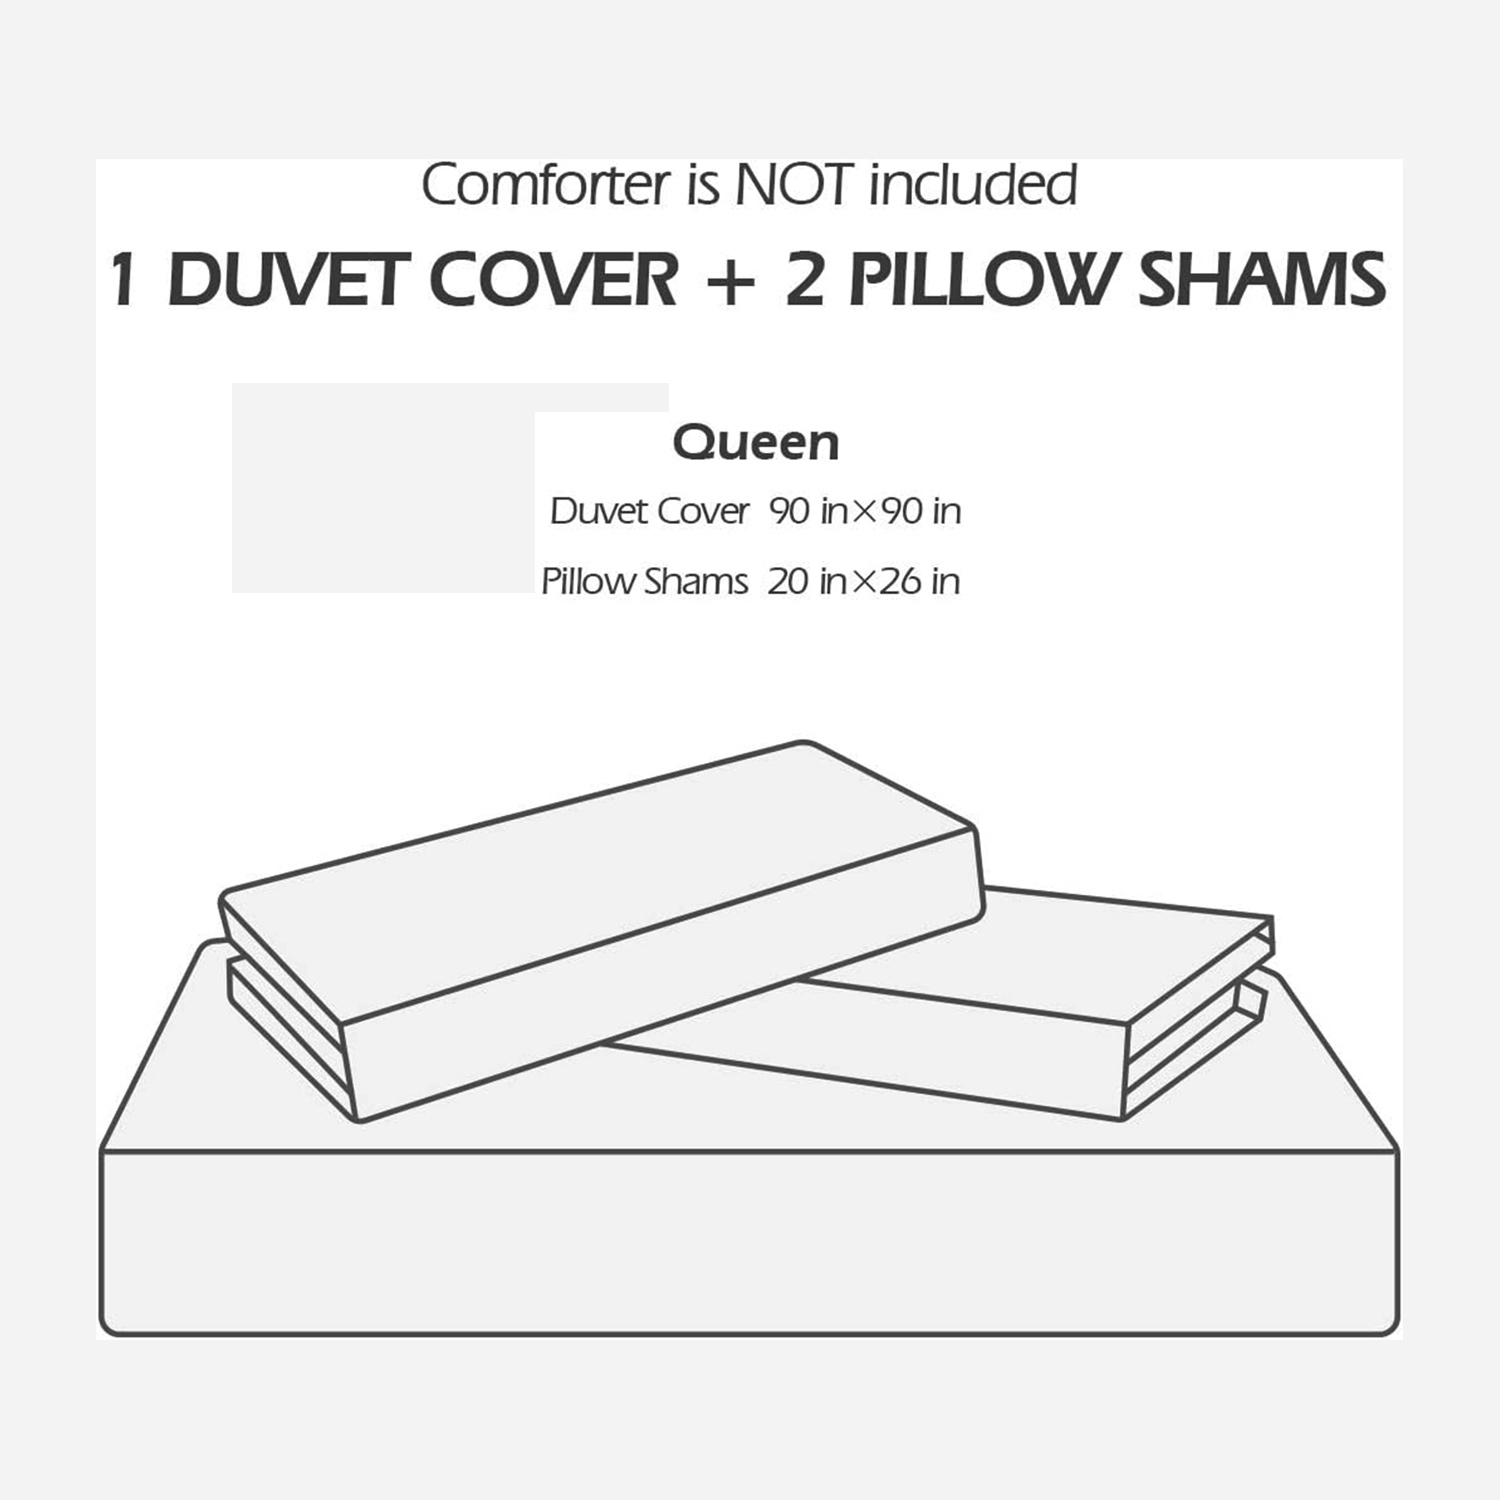 Comforter is NOT included
1 DUVET COVER + 2 PILLOW SHAMS
Queen
Duvet Cover 90 in×90 in
Pillow Shams 20 in×26 in